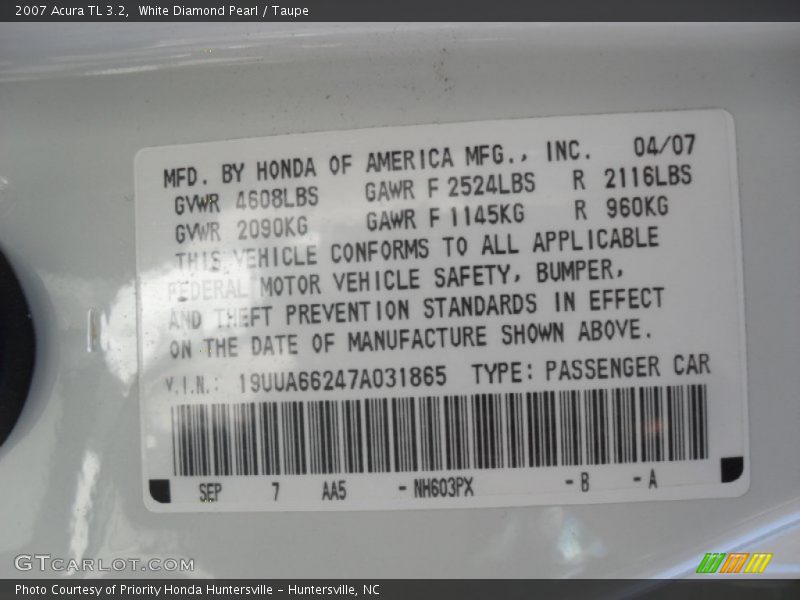 2007 Acura TL 3.2, White Diamond Pearl / Taupe
MFD. BY HONDA OF AMERICA MFG., INC. 04/07
GVWR 4608LBS GAWR F 2524LBS R 2116LBS
GVWR 2090KG GAWR F 1145KG R 960KG
THIS VEHICLE CONFORMS TO ALL APPLICABLE
FEDERAL MOTOR VEHICLE SAFETY, BUMPER,
AND THEFT PREVENTION STANDARDS IN EFFECT
ON THE DATE OF MANUFACTURE SHOWN ABOVE.
V.I.N.: 19UUA66247A031865 TYPE: PASSENGER CAR
SEP 7 AA5 - NH603PX - B - A
GTCARLOT.COM
Photo Courtesy of Priority Honda Huntersville – Huntersville, NC